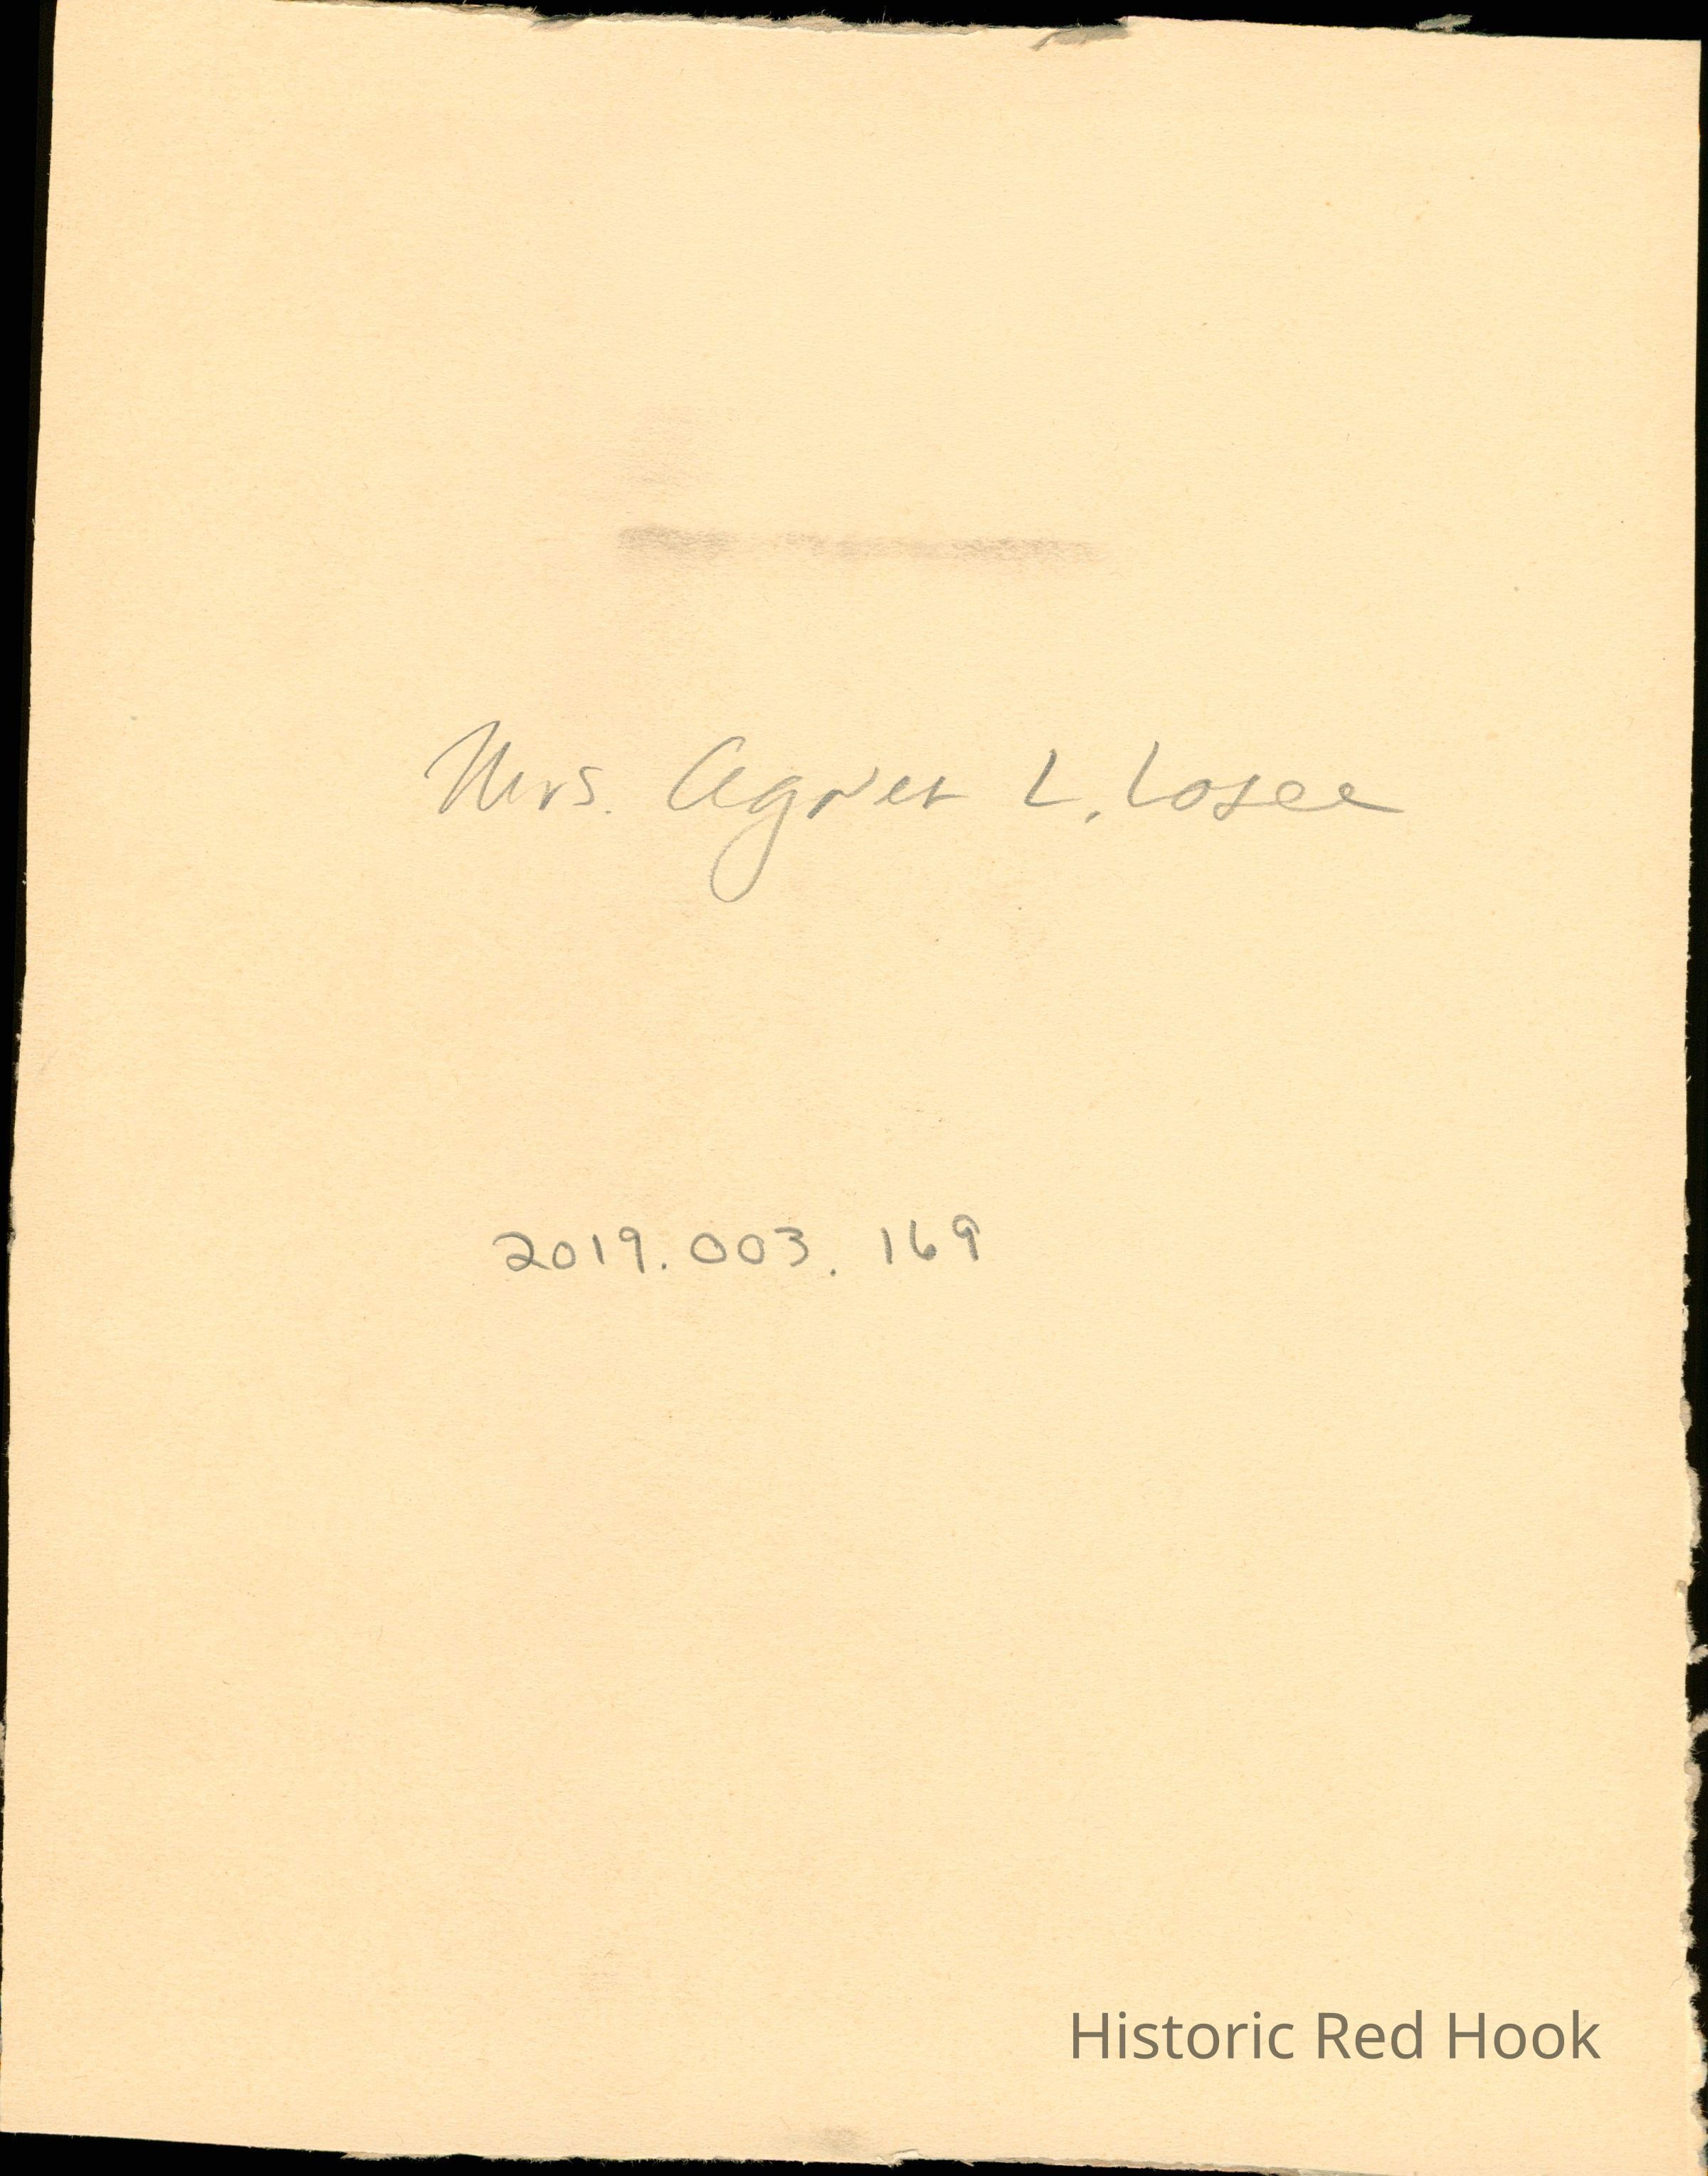 Mrs. Agnes L. Losee
2019.003.169
Historic Red Hook